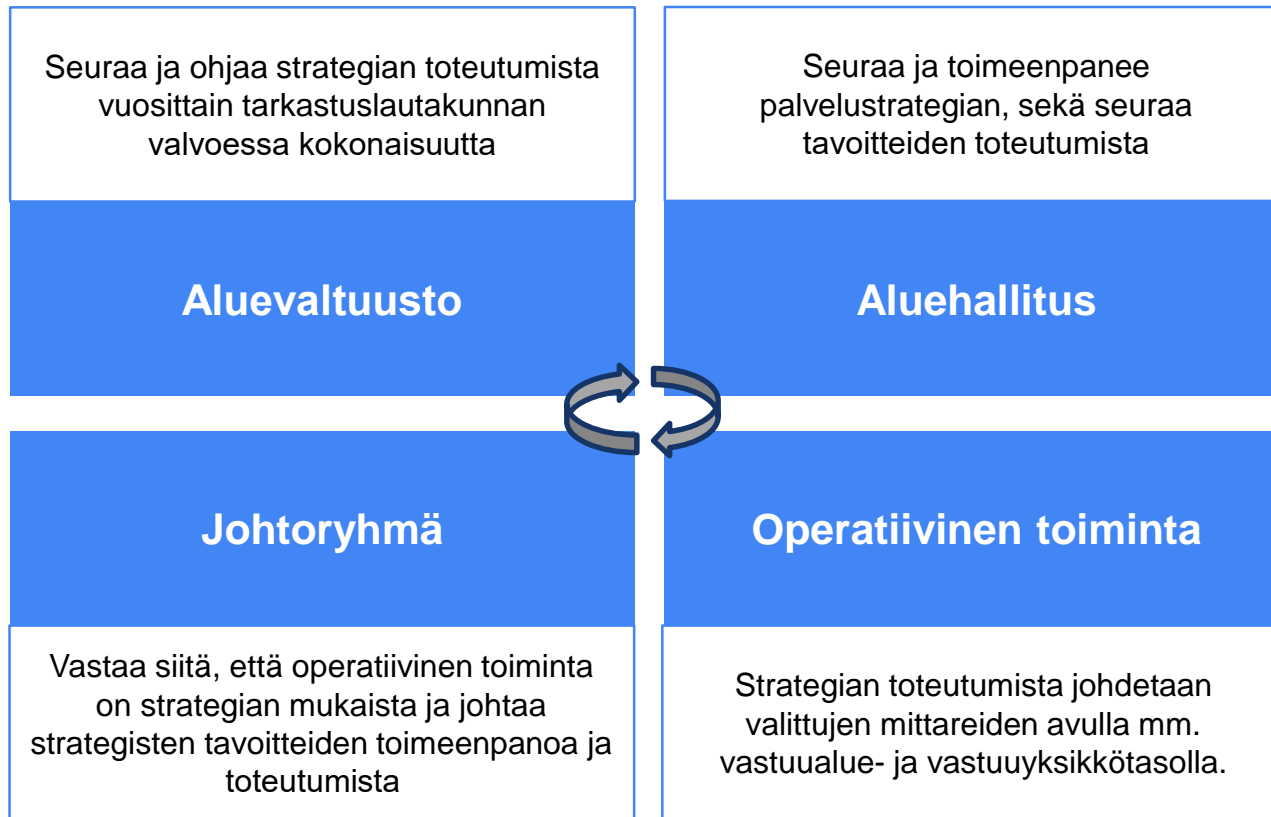 Seuraa ja ohjaa strategian toteutumista
vuosittain tarkastuslautakunnan
valvoessa kokonaisuutta
Aluevaltuusto
Seuraa ja toimeenpanee
palvelustrategian, sekä seuraa
tavoitteiden toteutumista
Aluehallitus
Johtoryhmä
Vastaa siitä, että operatiivinen toiminta
on strategian mukaista ja johtaa
strategisten tavoitteiden toimeenpanoa ja
toteutumista
Operatiivinen toiminta
Strategian toteutumista johdetaan
valittujen mittareiden avulla mm.
vastuualue- ja vastuuyksikkötasolla.